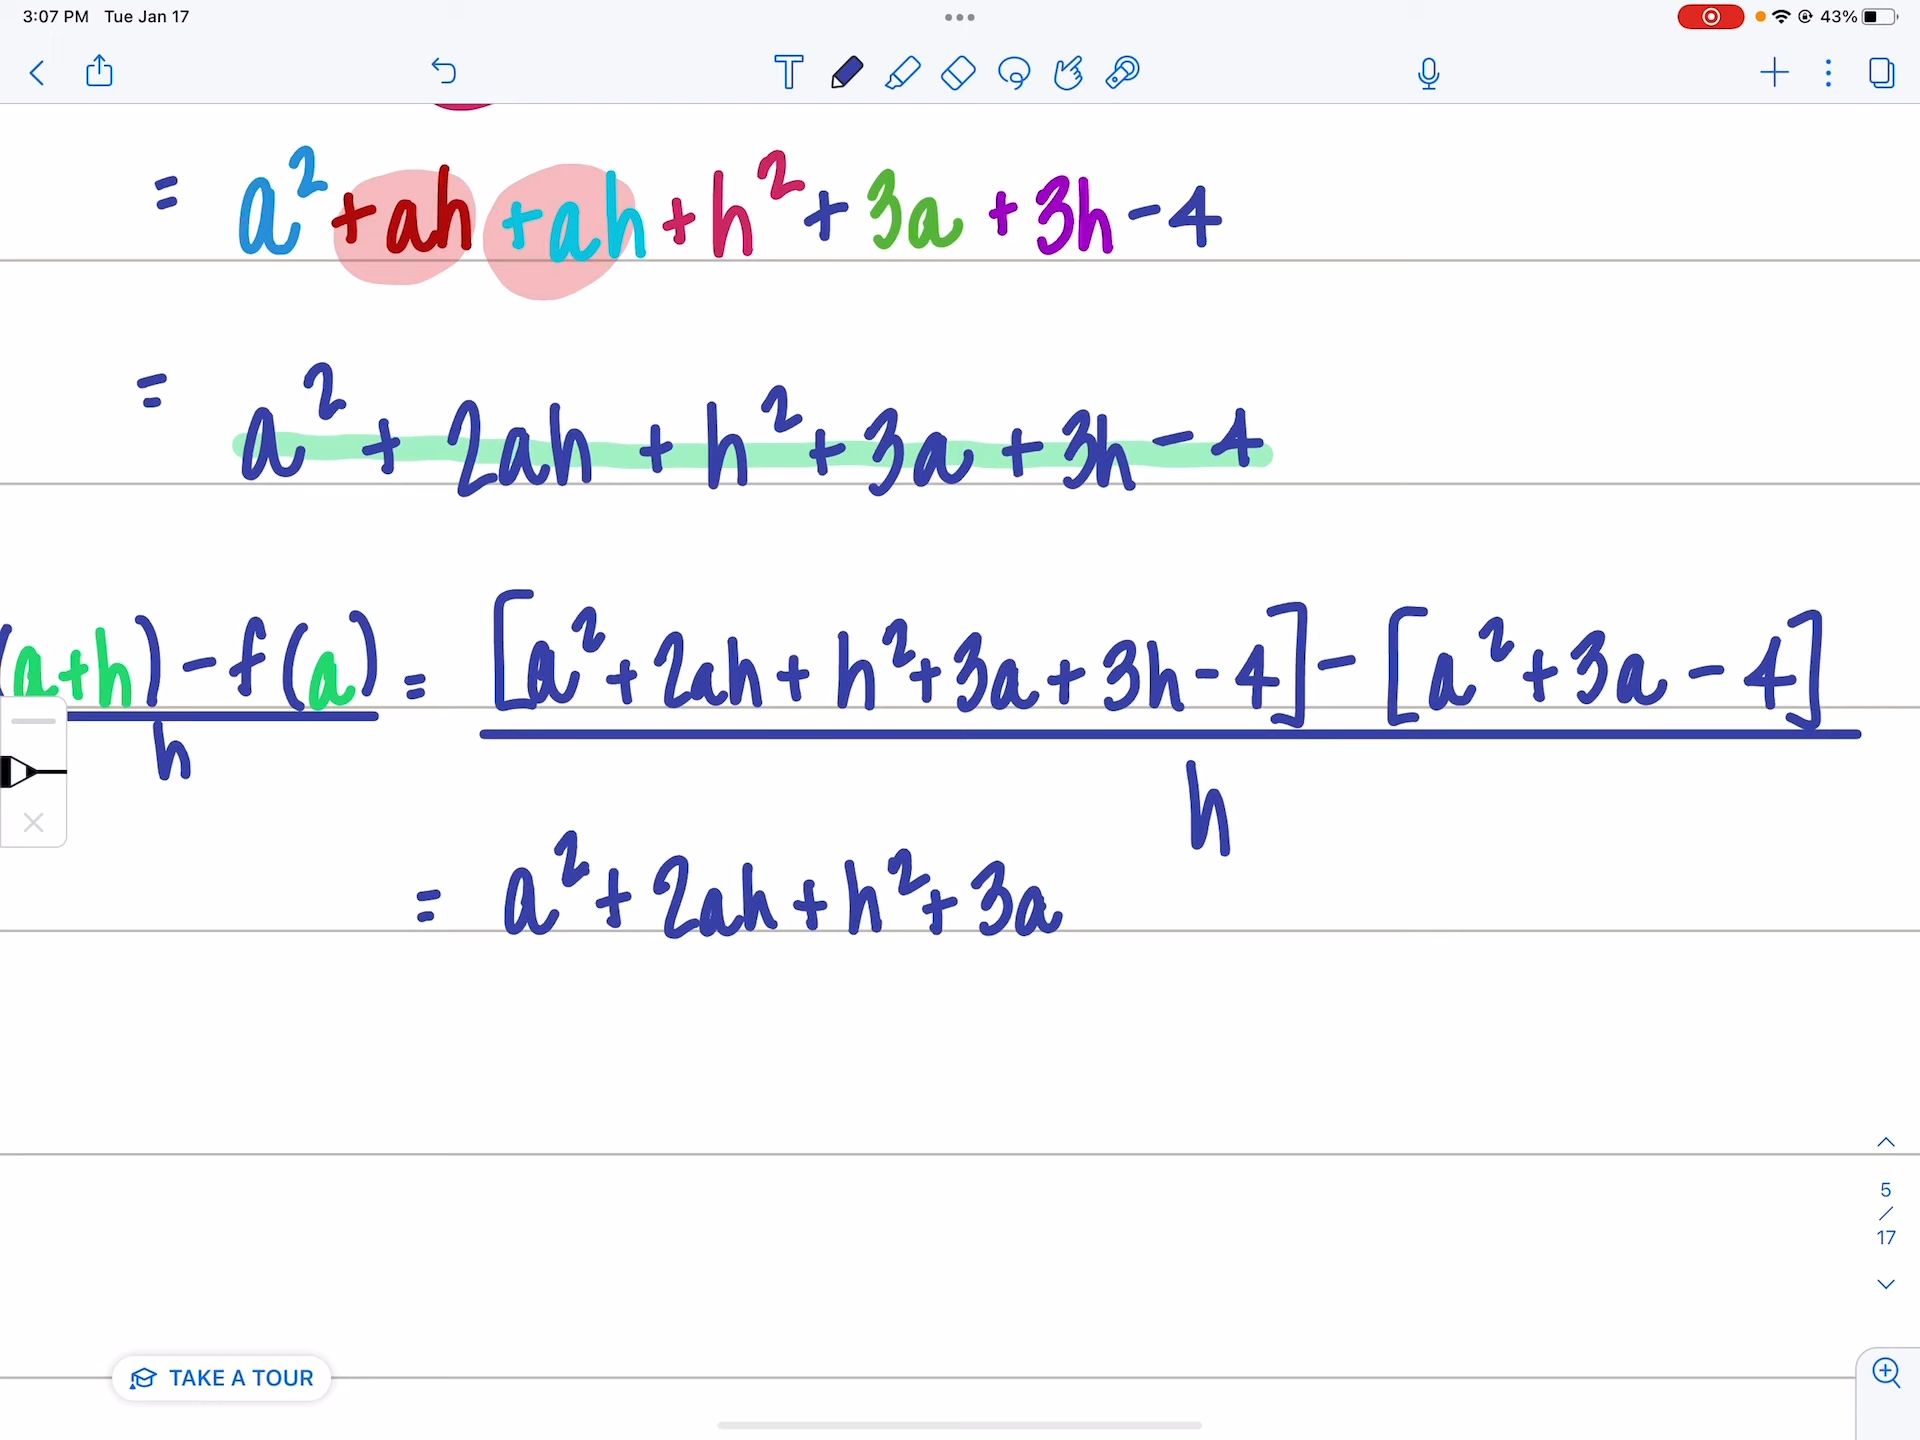 3:07 PM Tue Jan 17
43%
= a² + ah + ah + h² + 3a + 3h - 4
= a² + 2ah + h² + 3a + 3h - 4
(a+h) - f(a) = [a² + 2ah + h² + 3a + 3h - 4] - [a² + 3a - 4]
h
h
= a² + 2ah + h² + 3a
5
/
17
TAKE A TOUR